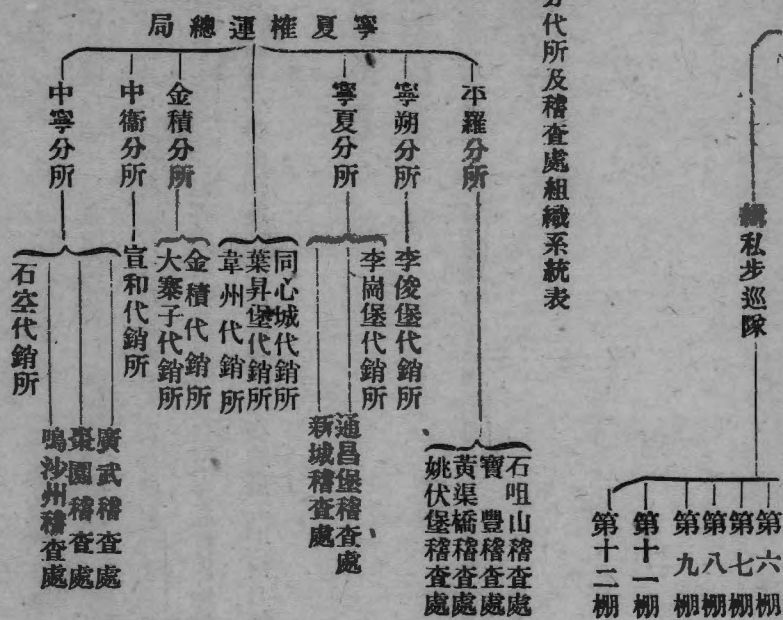 緝私步巡隊
第六棚
第七棚
第八棚
第九棚
第十一棚
第十二棚
分代所及稽查處組織系統表
寧夏榷運總局
平羅分所
石咀山稽查處
寶豐稽查處
黃渠橋稽查處
姚伏堡稽查處
寧朔分所
李俊堡代銷所
寧夏分所
李崗堡代銷所
通昌堡稽查處
新城稽查處
同心城代銷所
葉昇堡代銷所
韋州代銷所
金積分所
金積代銷所
大寨子代銷所
中衞分所
宣和代銷所
中寧分所
廣武稽查處
棗園稽查處
鳴沙州稽查處
石空代銷所